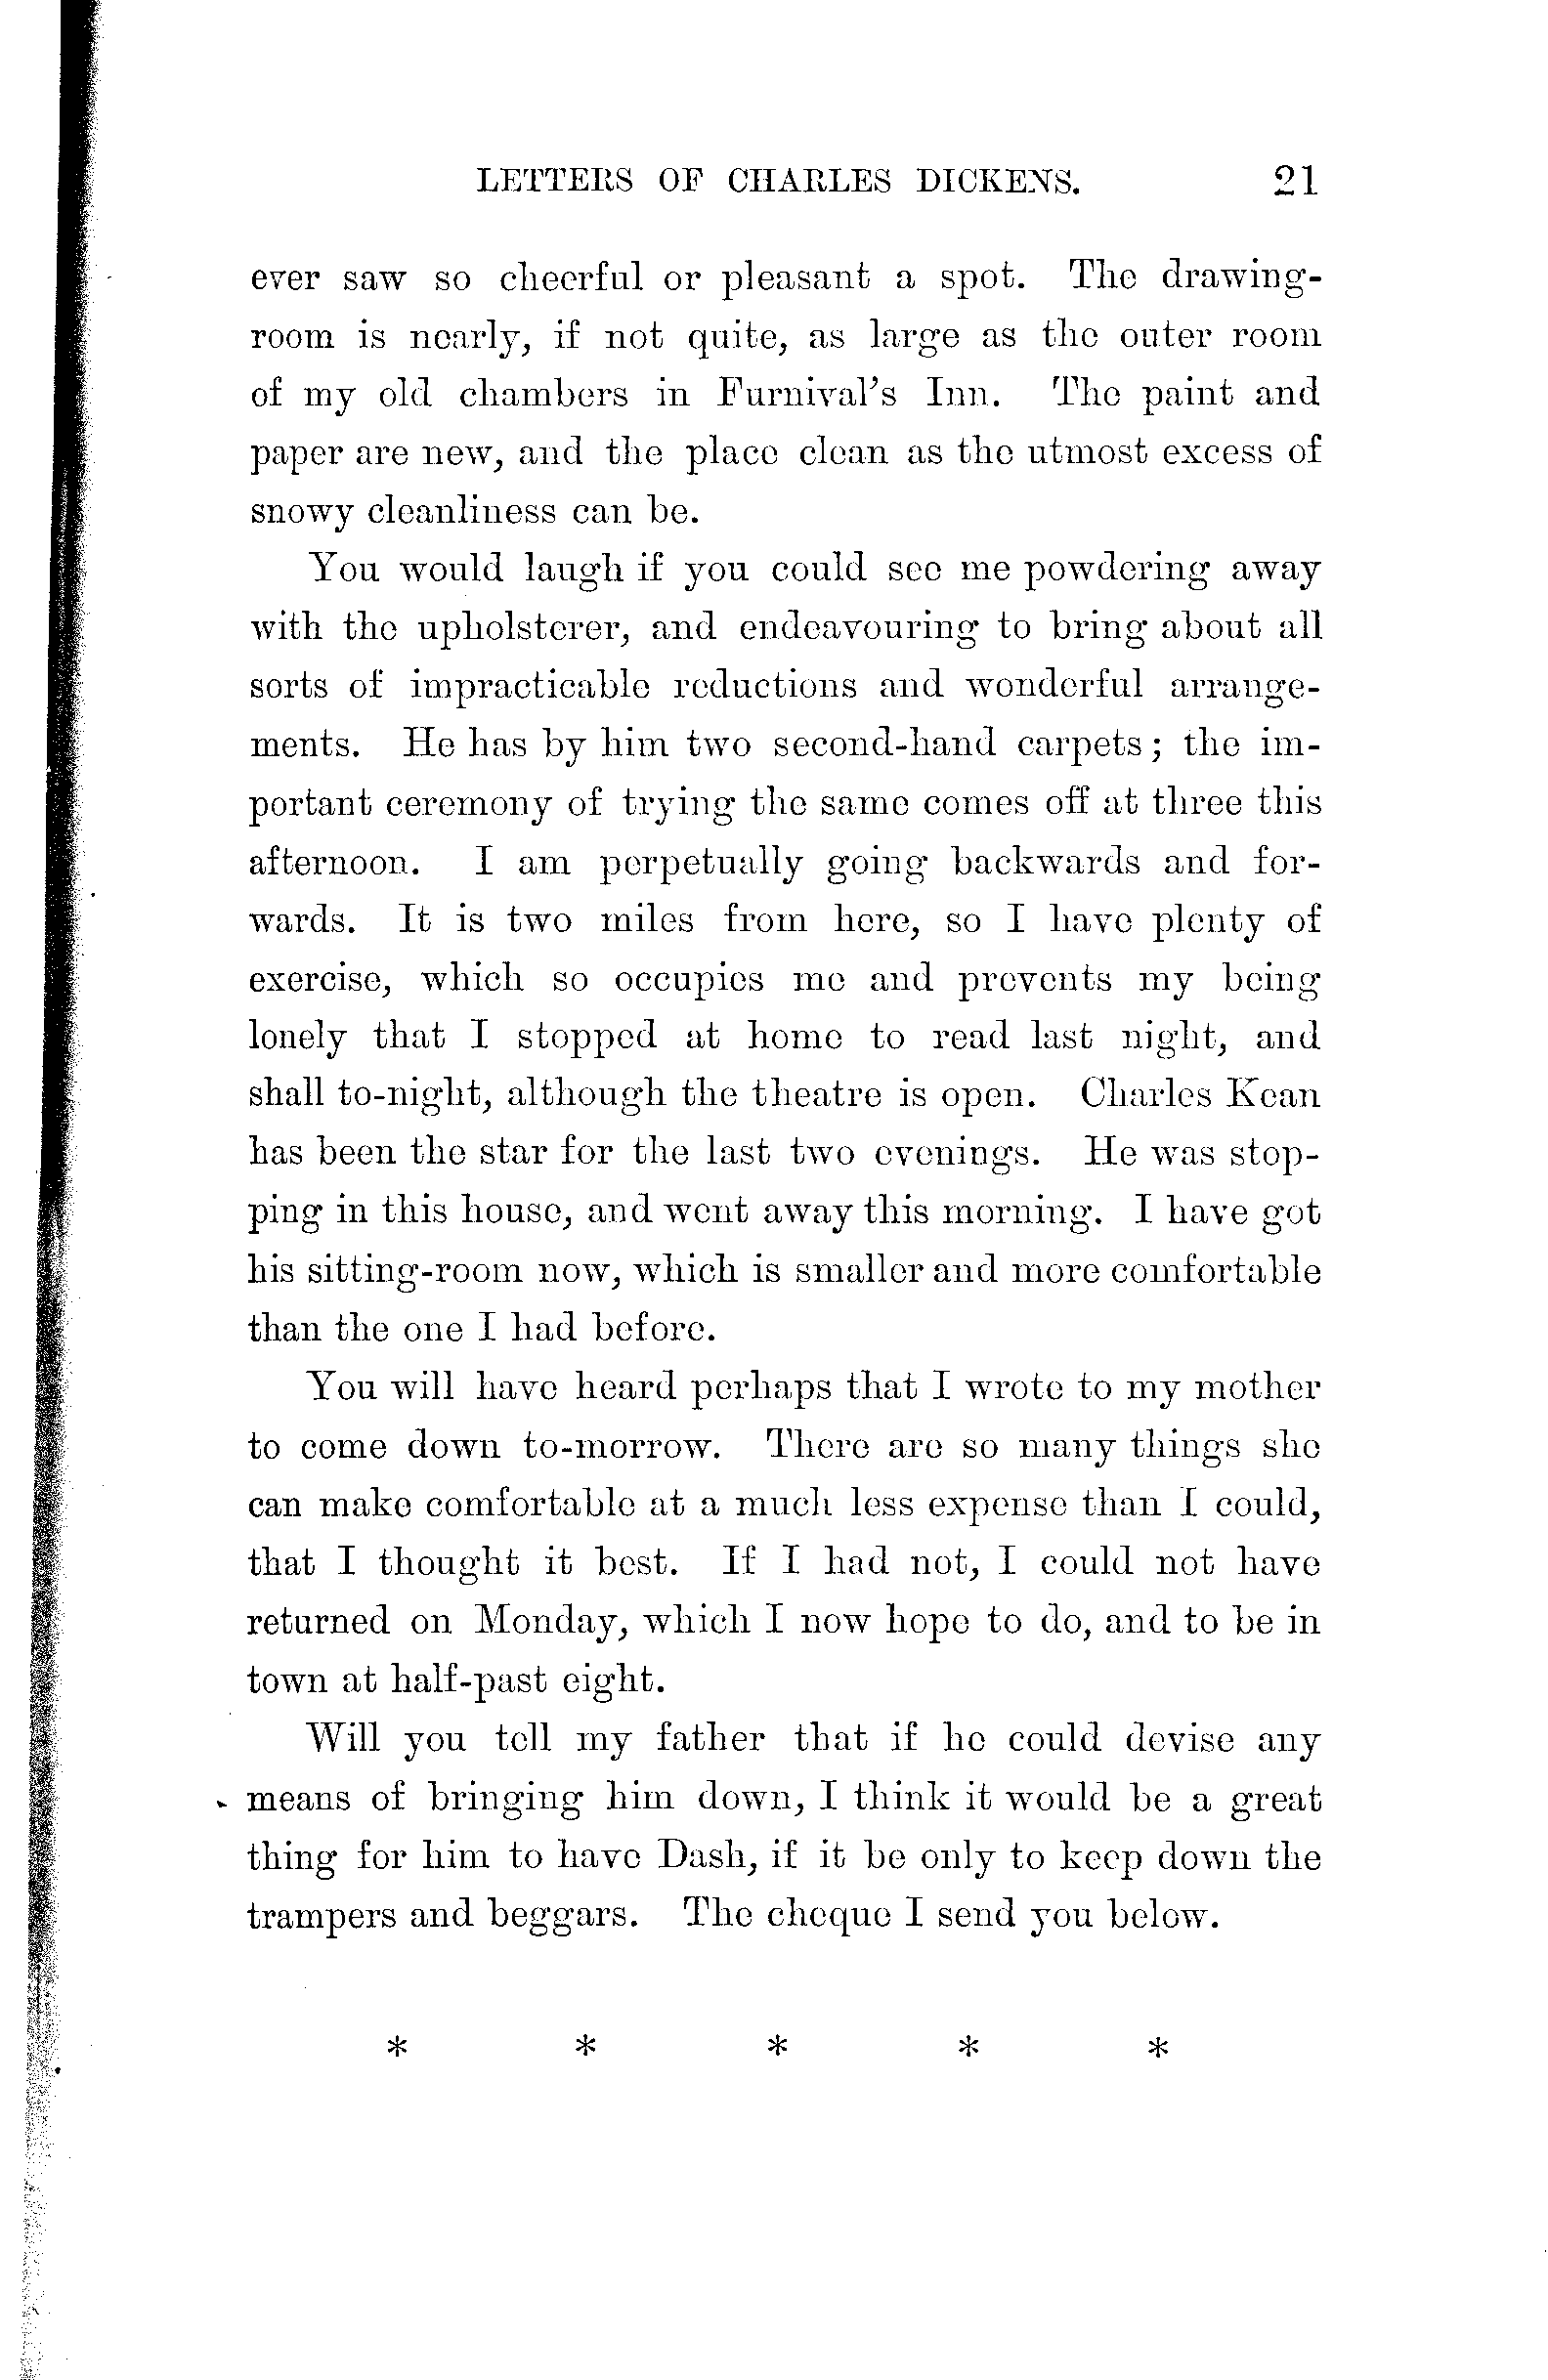 LETTERS OF CHARLES DICKENS. 21
ever saw so cheerful or pleasant a spot. The drawing-
room is nearly, if not quite, as large as the outer room
of my old chambers in Furnival's Inn. The paint and
paper are new, and the place clean as the utmost excess of
snowy cleanliness can be.
You would laugh if you could see me powdering away
with the upholsterer, and endeavouring to bring about all
sorts of impracticable reductions and wonderful arrange-
ments. He has by him two second-hand carpets; the im-
portant ceremony of trying the same comes off at three this
afternoon. I am perpetually going backwards and for-
wards. It is two miles from here, so I have plenty of
exercise, which so occupies me and prevents my being
lonely that I stopped at home to read last night, and
shall to-night, although the theatre is open. Charles Kean
has been the star for the last two evenings. He was stop-
ping in this house, and went away this morning. I have got
his sitting-room now, which is smaller and more comfortable
than the one I had before.
You will have heard perhaps that I wrote to my mother
to come down to-morrow. There are so many things she
can make comfortable at a much less expense than I could,
that I thought it best. If I had not, I could not have
returned on Monday, which I now hope to do, and to be in
town at half-past eight.
Will you tell my father that if he could devise any
means of bringing him down, I think it would be a great
thing for him to have Dash, if it be only to keep down the
trampers and beggars. The cheque I send you below.
* * * * *